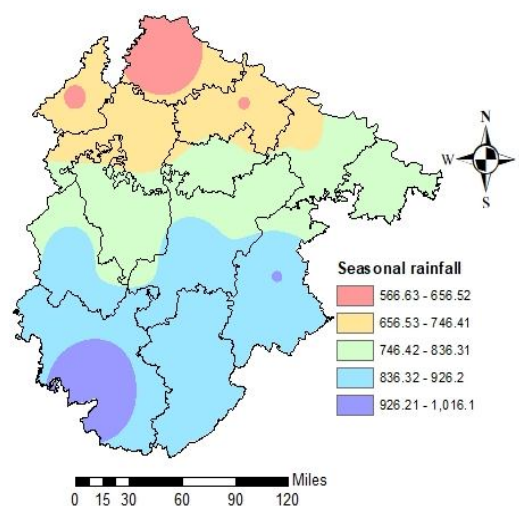 N
W E
S
Seasonal rainfall
566.63 - 656.52
656.53 - 746.41
746.42 - 836.31
836.32 - 926.2
926.21 - 1,016.1
Miles
0 15 30 60 90 120